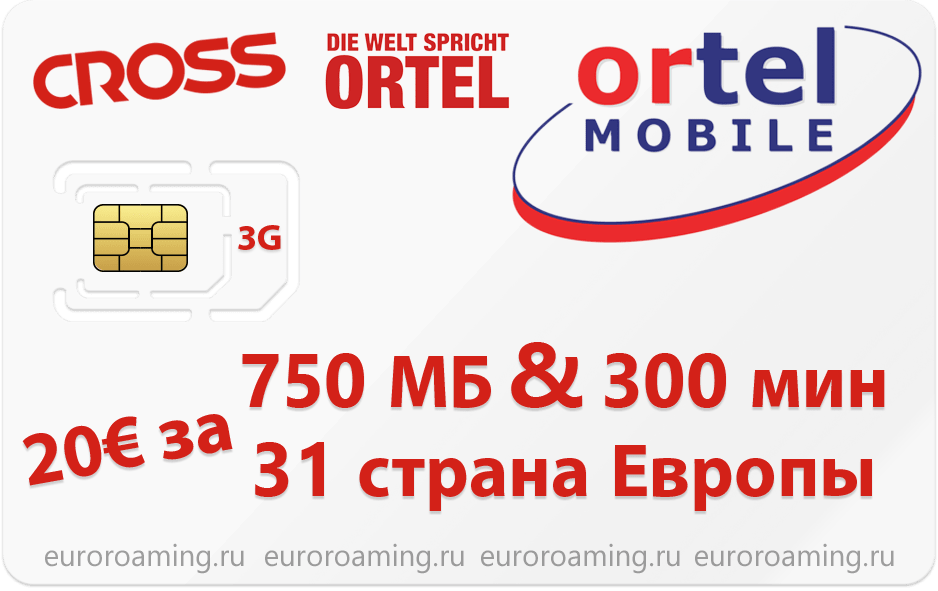 CROSS
DIE WELT SPRICHT
ORTEL
ortel
MOBILE
3G
20€ за
750 МБ & 300 мин
31 страна Европы
euroroaming.ru euroroaming.ru euroroaming.ru euroroaming.ru